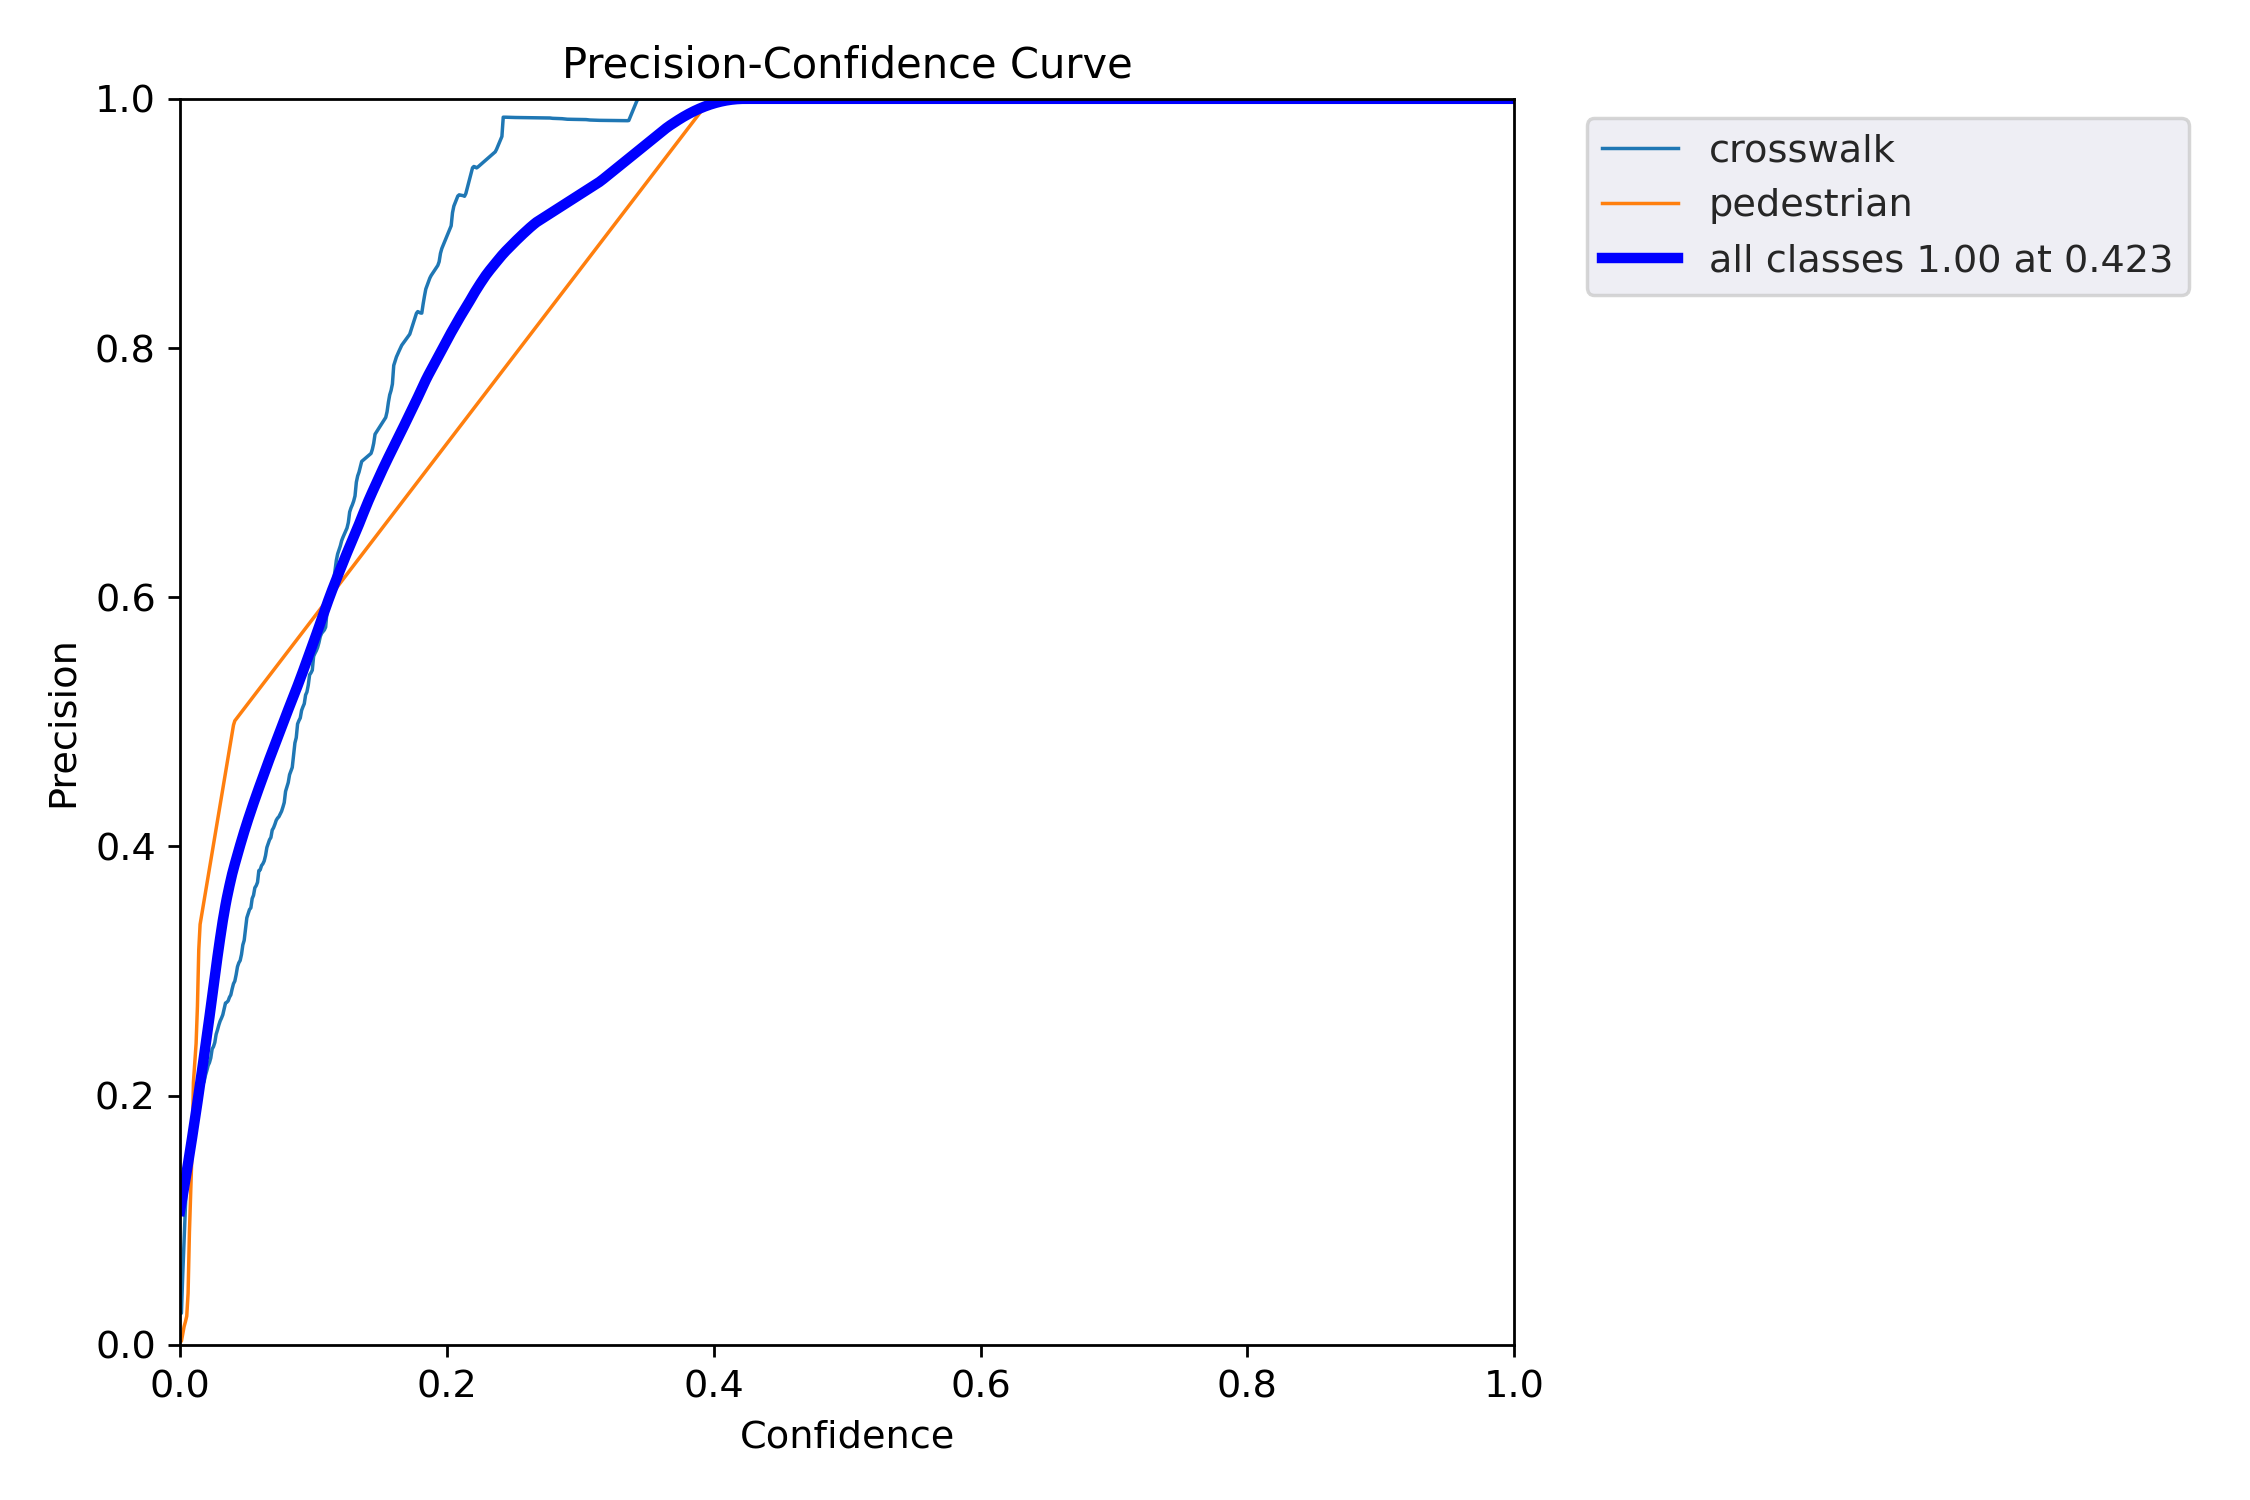 Precision-Confidence Curve
1.0
0.8
0.6
0.4
0.2
0.0
Precision
0.0 0.2 0.4 0.6 0.8 1.0
Confidence
crosswalk
pedestrian
all classes 1.00 at 0.423